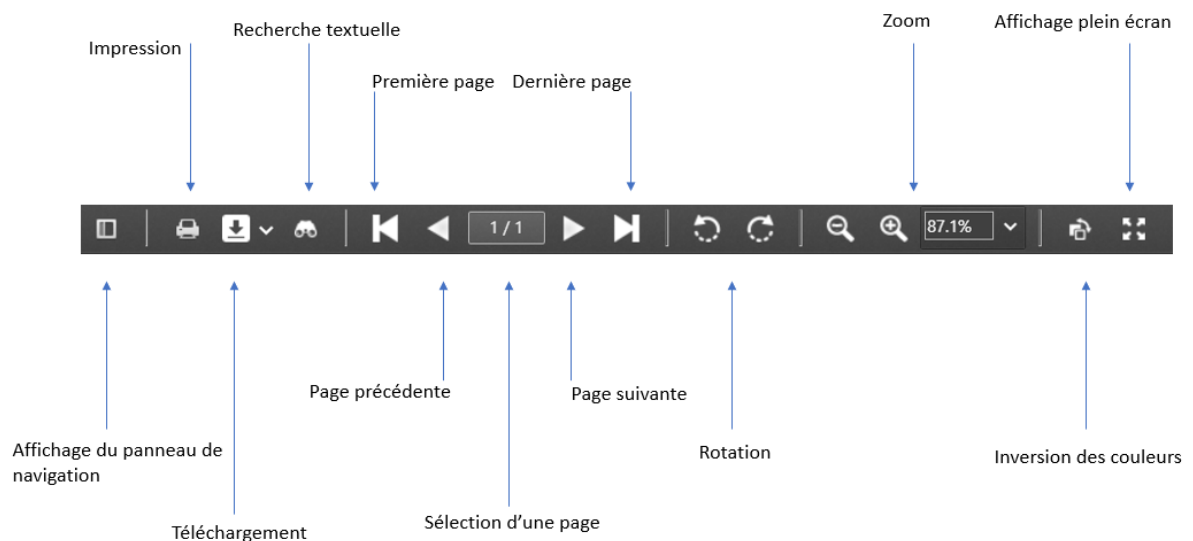 Zoom
Affichage plein écran
Recherche textuelle
Impression
Première page
Dernière page
1 / 1
87.1%
Page précédente
Page suivante
Affichage du panneau de
navigation
Rotation
Inversion des couleurs
Sélection d’une page
Téléchargement